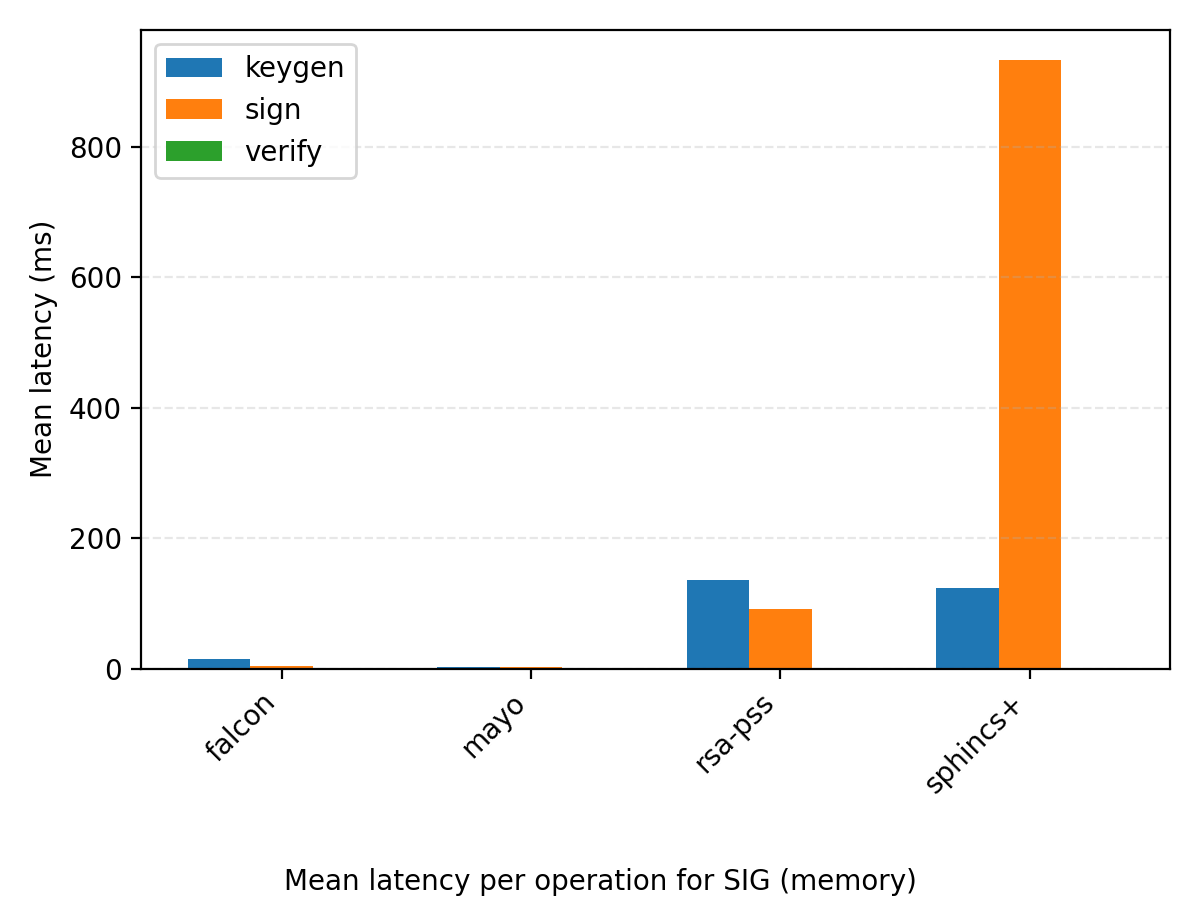 keygen
sign
verify
800
600
400
200
0
Mean latency (ms)
falcon
mayo
rsa-pss
sphincs+
Mean latency per operation for SIG (memory)